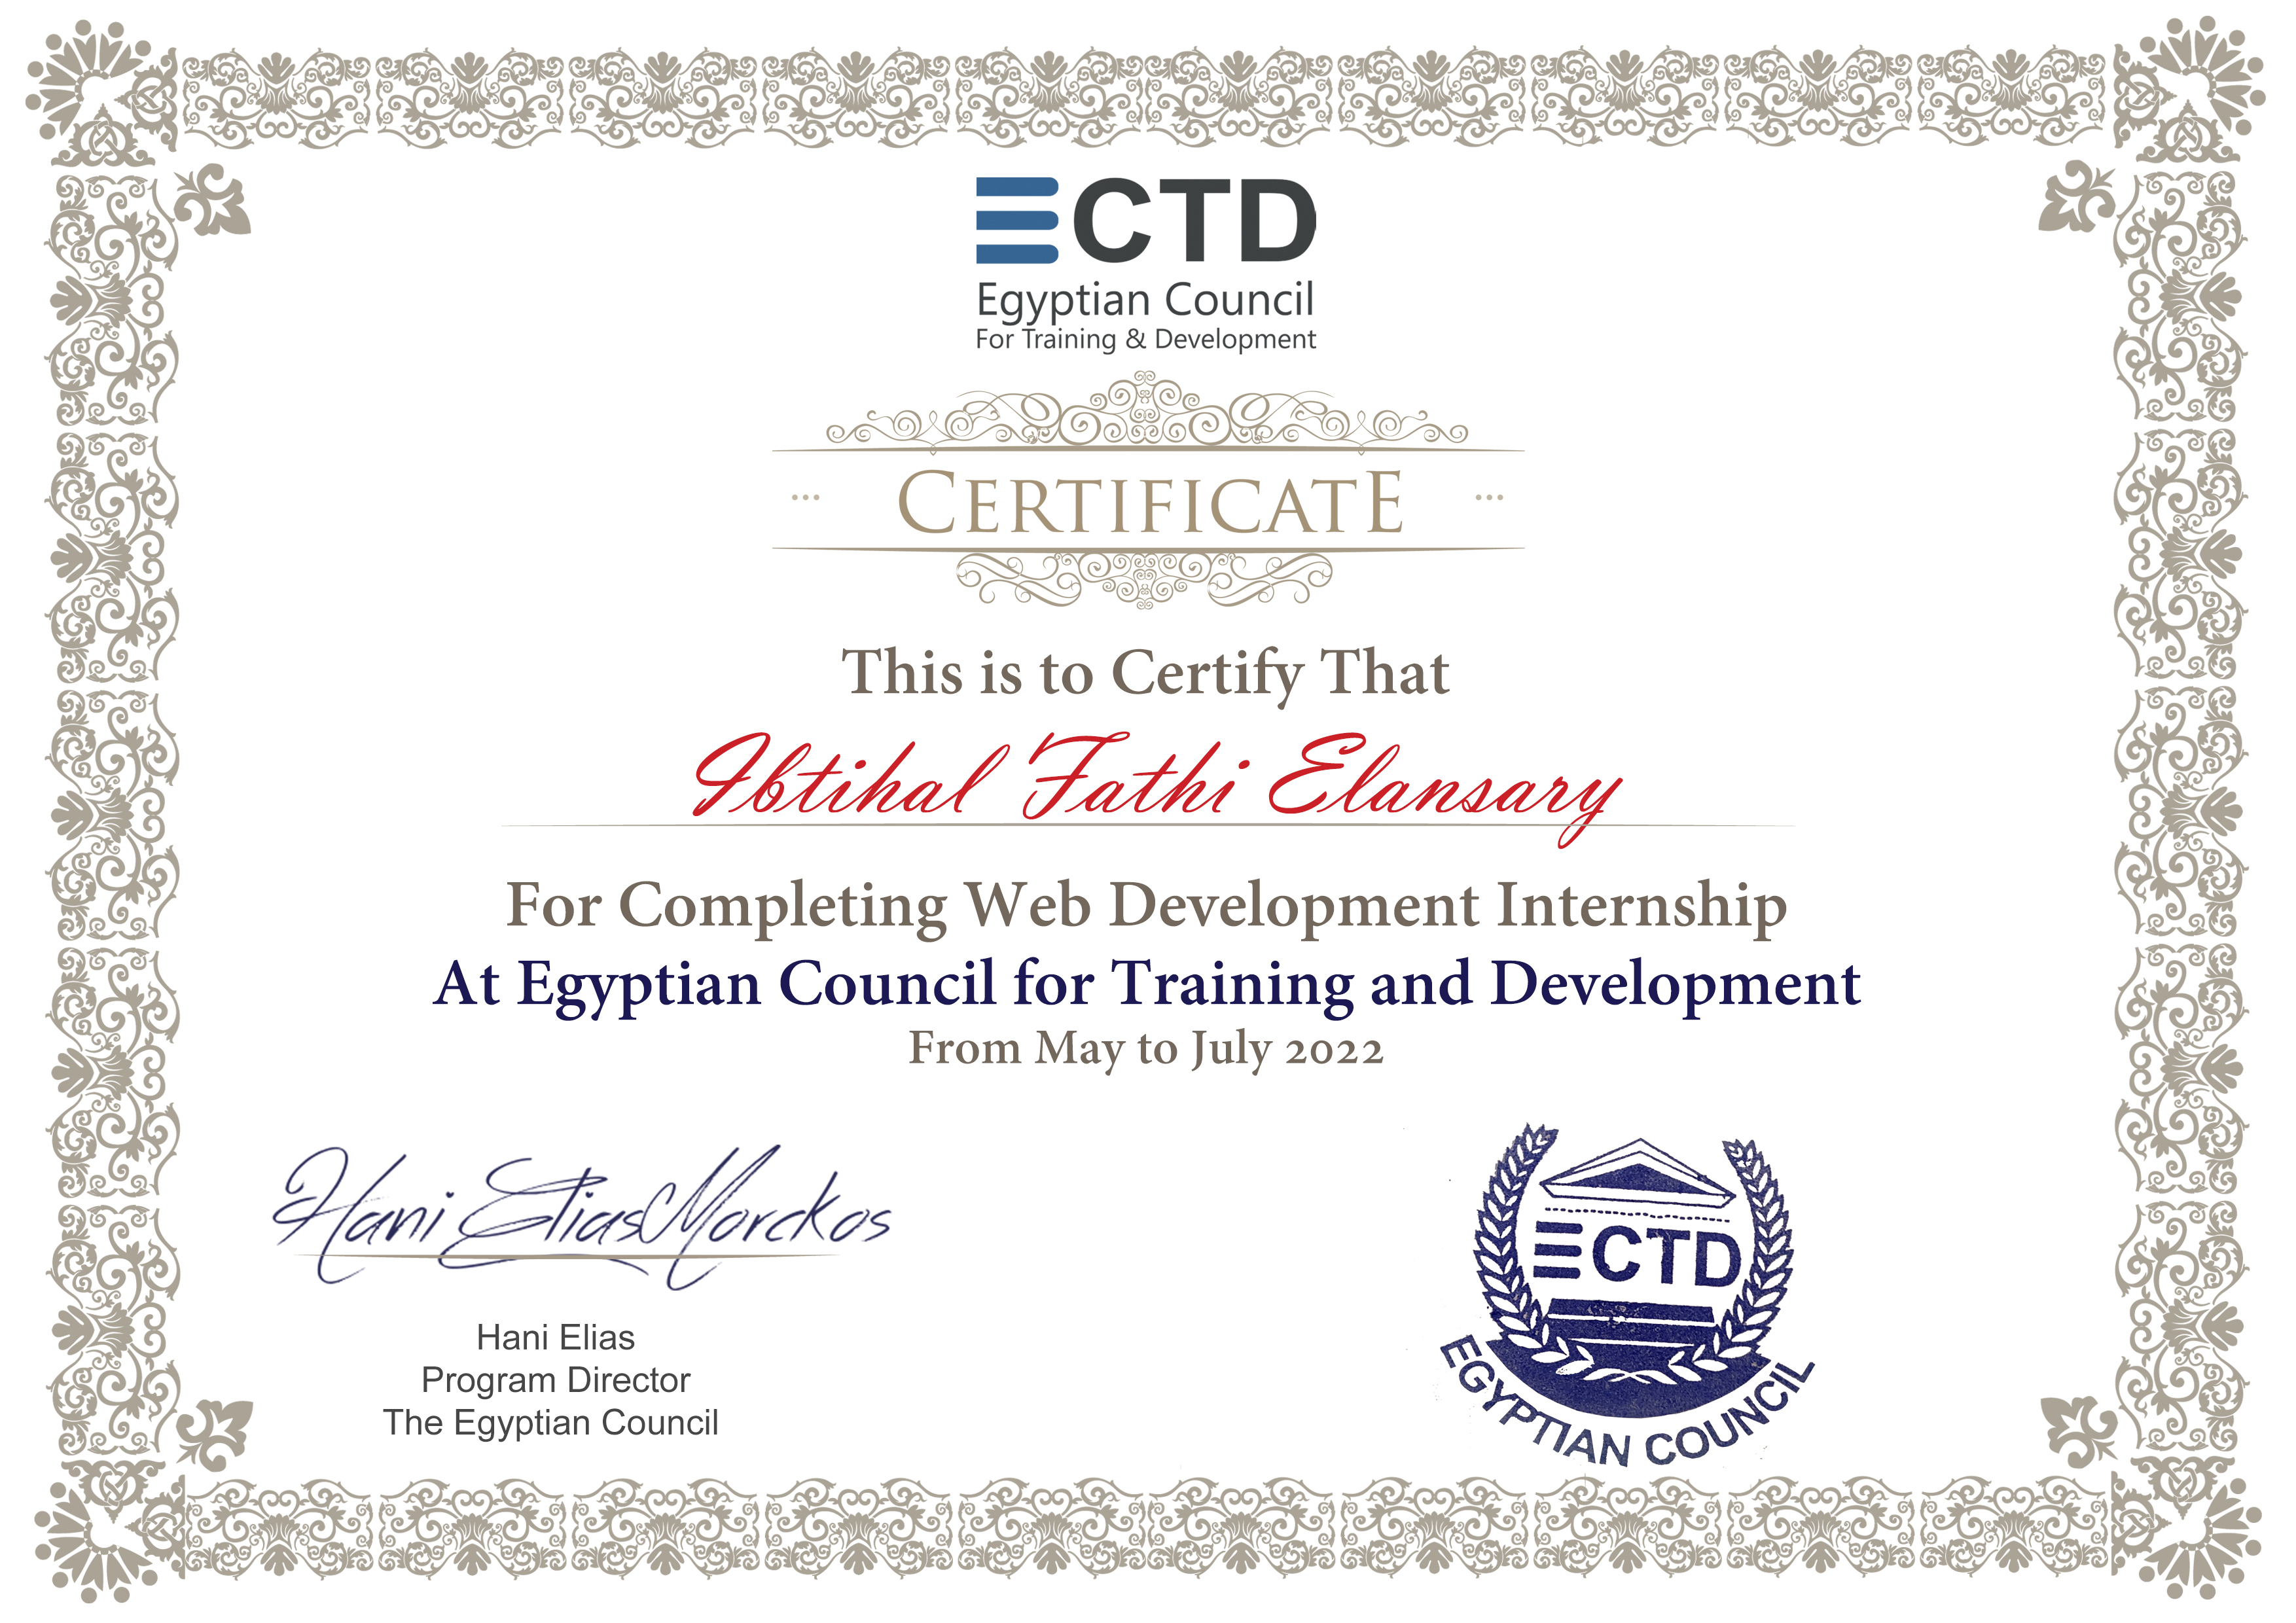 ECTD
Egyptian Council
For Training & Development
CERTIFICATE
This is to Certify That
Ibtihal Fathi Elansary
For Completing Web Development Internship
At Egyptian Council for Training and Development
From May to July 2022
Hani Elias Morckos
Hani Elias
Program Director
The Egyptian Council
ECTD
EGYPTIAN COUNCIL